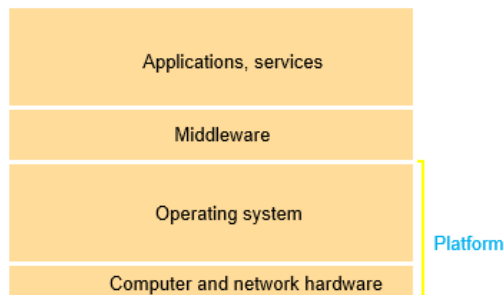 Applications, services
Middleware
Operating system
Platform
Computer and network hardware